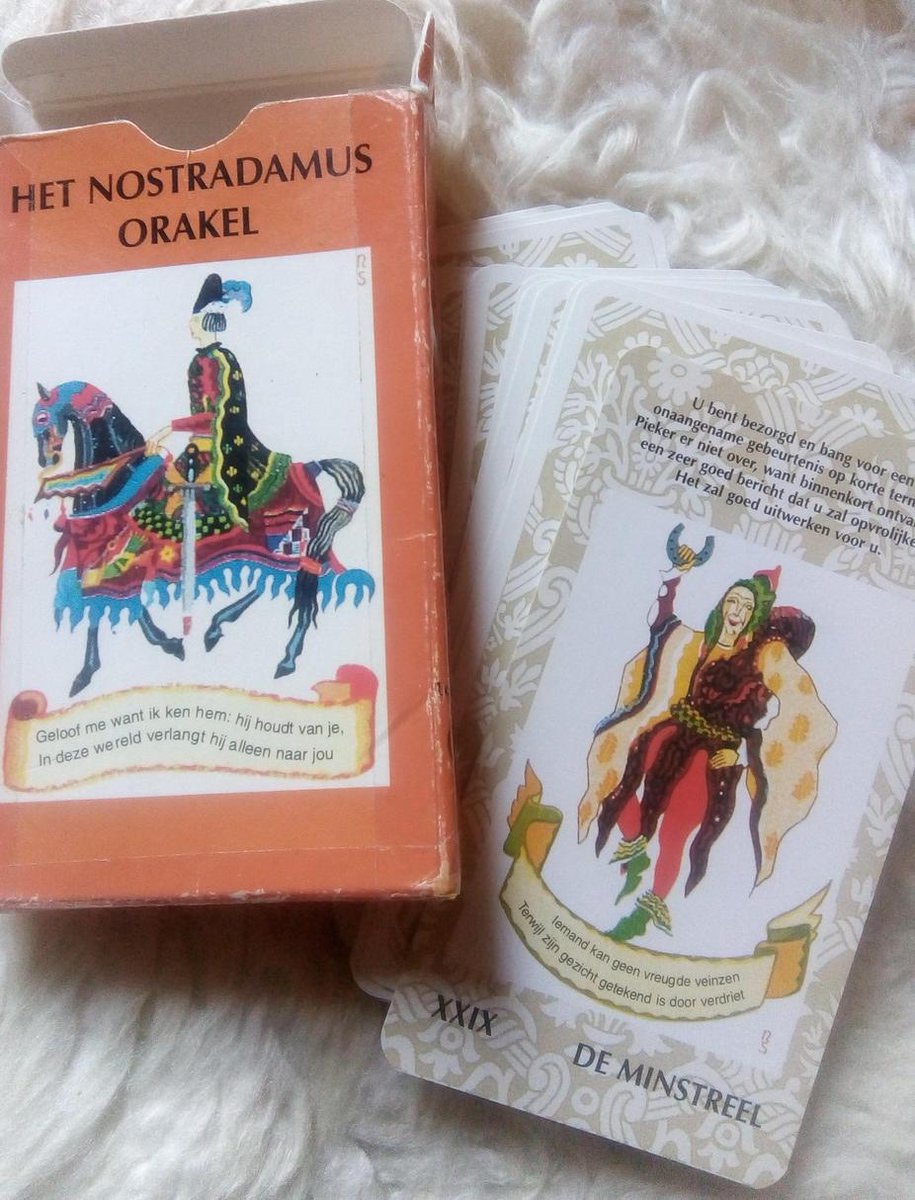 HET NOSTRADAMUS
ORAKEL
RS
Geloof me want ik ken hem: hij houdt van je,
In deze wereld verlangt hij alleen naar jou
U bent bezorgd en bang voor een
onaangename gebeurtenis op korte term
Pieker er niet over, want binnenkort ontva
een zeer goed bericht dat u zal opvrolijke
Het zal goed uitwerken voor u.
Iemand kan geen vreugde veinzen
Terwijl zijn gezicht getekend is door verdriet
RS
XXIX
DE MINSTREEL